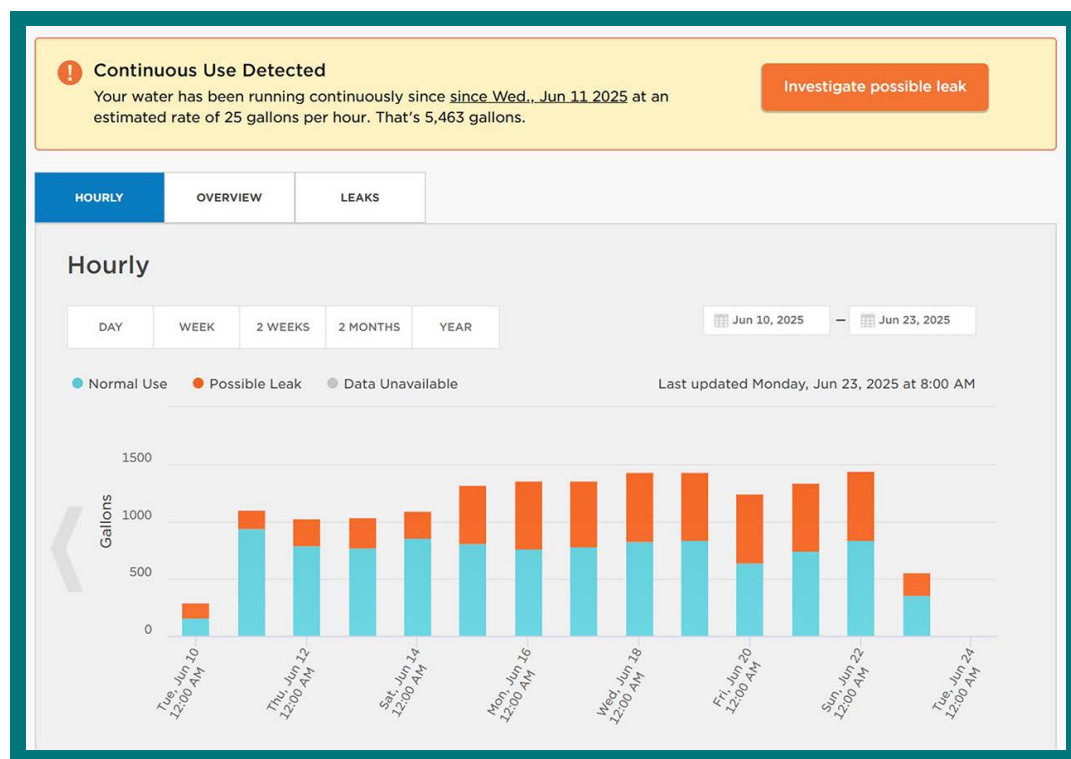 Continuous Use Detected
Your water has been running continuously since since Wed., Jun 11 2025 at an
estimated rate of 25 gallons per hour. That's 5,463 gallons.
Investigate possible leak
HOURLY
OVERVIEW
LEAKS
Hourly
DAY
WEEK
2 WEEKS
2 MONTHS
YEAR
Jun 10, 2025
–
Jun 23, 2025
Normal Use
Possible Leak
Data Unavailable
Last updated Monday, Jun 23, 2025 at 8:00 AM
Gallons
1500
1000
500
0
Tue, Jun 10
12:00 AM
Thu, Jun 12
12:00 AM
Sat, Jun 14
12:00 AM
Mon, Jun 16
12:00 AM
Wed, Jun 18
12:00 AM
Fri, Jun 20
12:00 AM
Sun, Jun 22
12:00 AM
Tue, Jun 24
12:00 AM